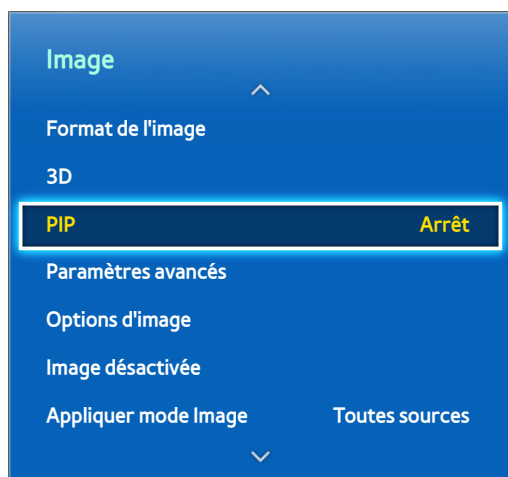 Image
Format de l'image
3D
PIP Arrêt
Paramètres avancés
Options d'image
Image désactivée
Appliquer mode Image Toutes sources